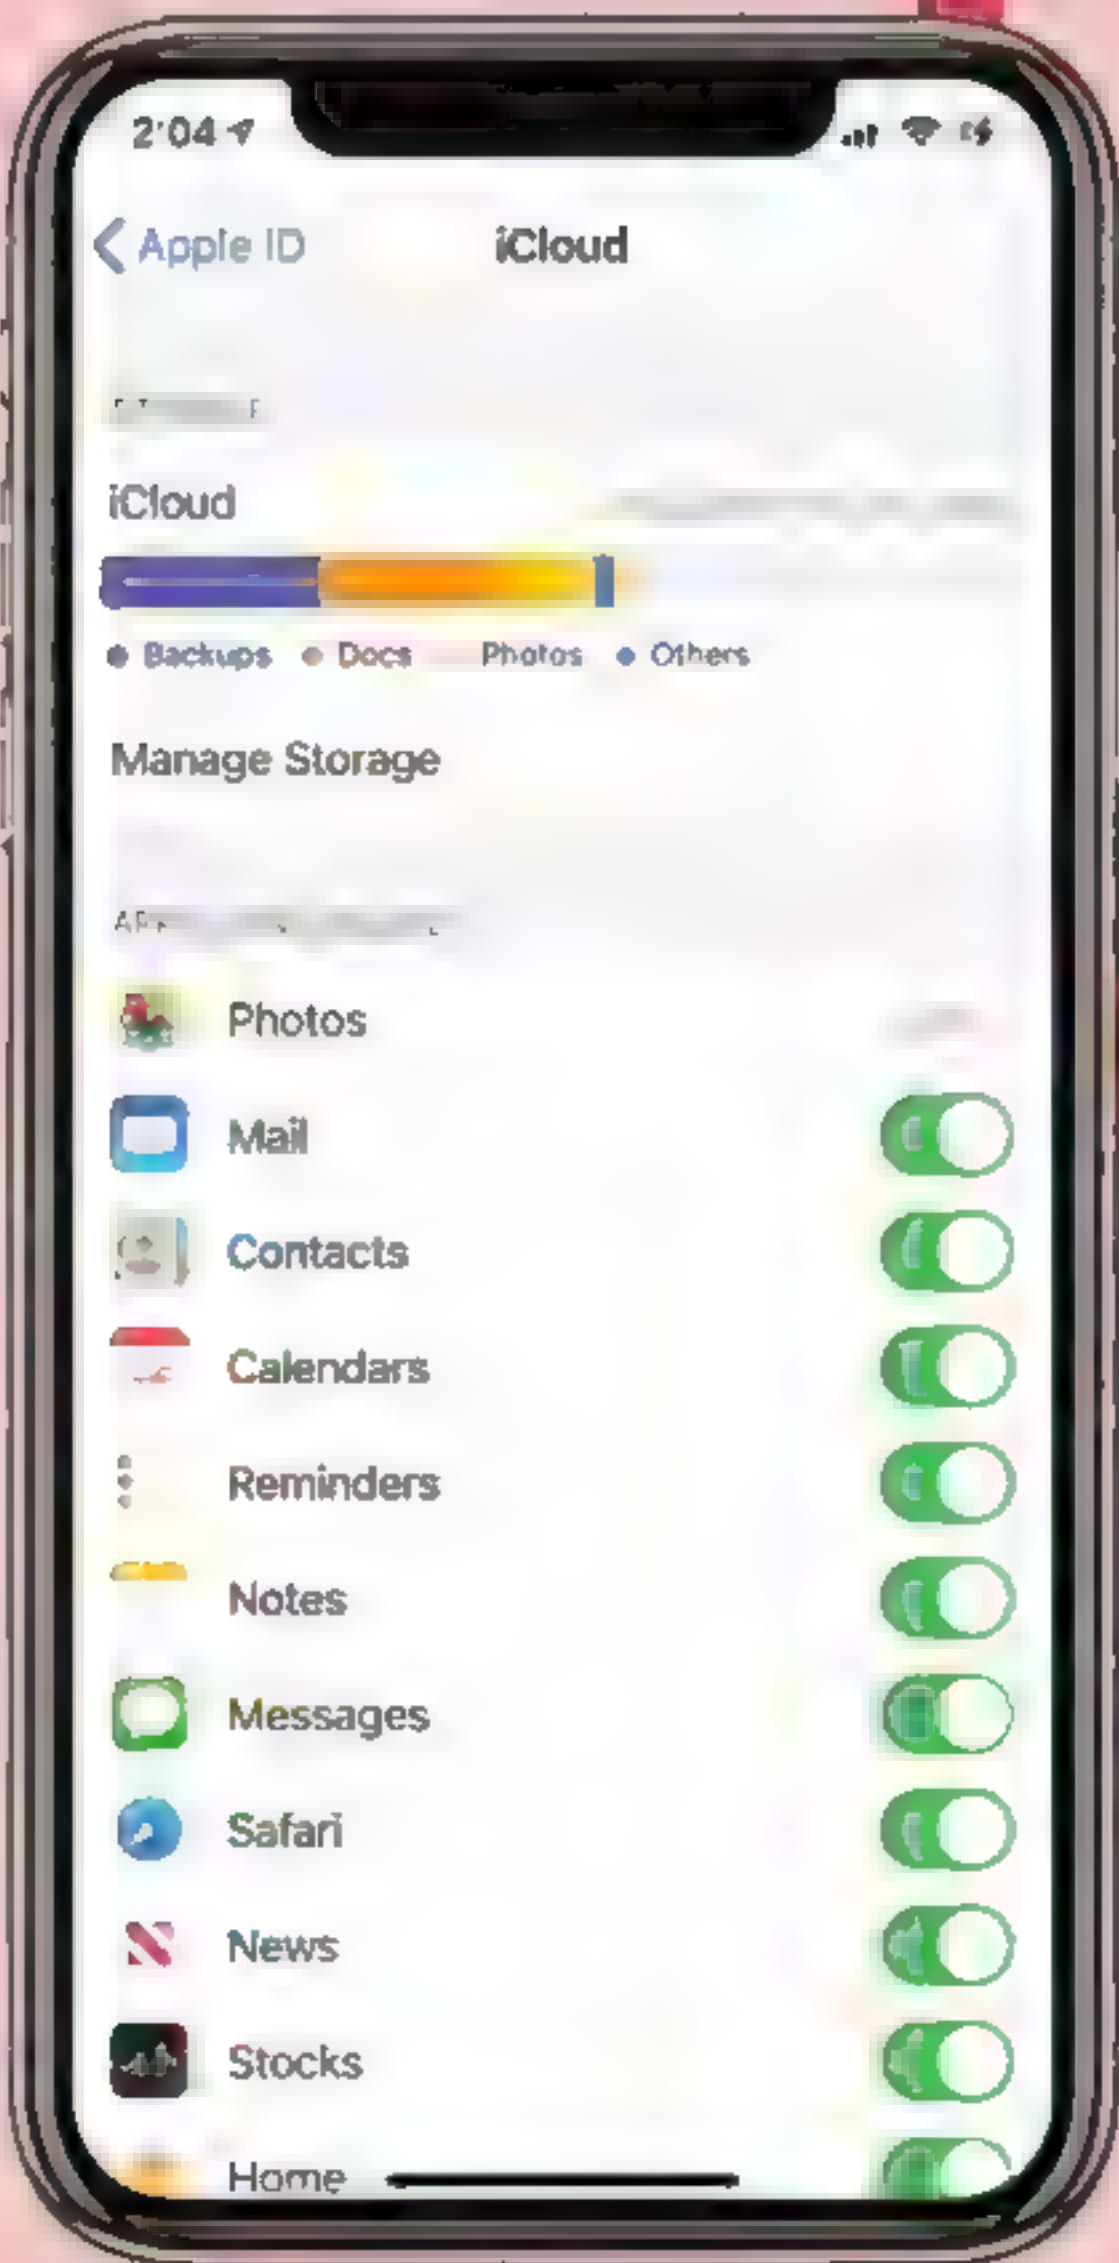 2:04
Apple ID
iCloud
iCloud
Backups Docs Photos Others
Manage Storage
Photos
Mail
Contacts
Calendars
Reminders
Notes
Messages
Safari
News
Stocks
Home